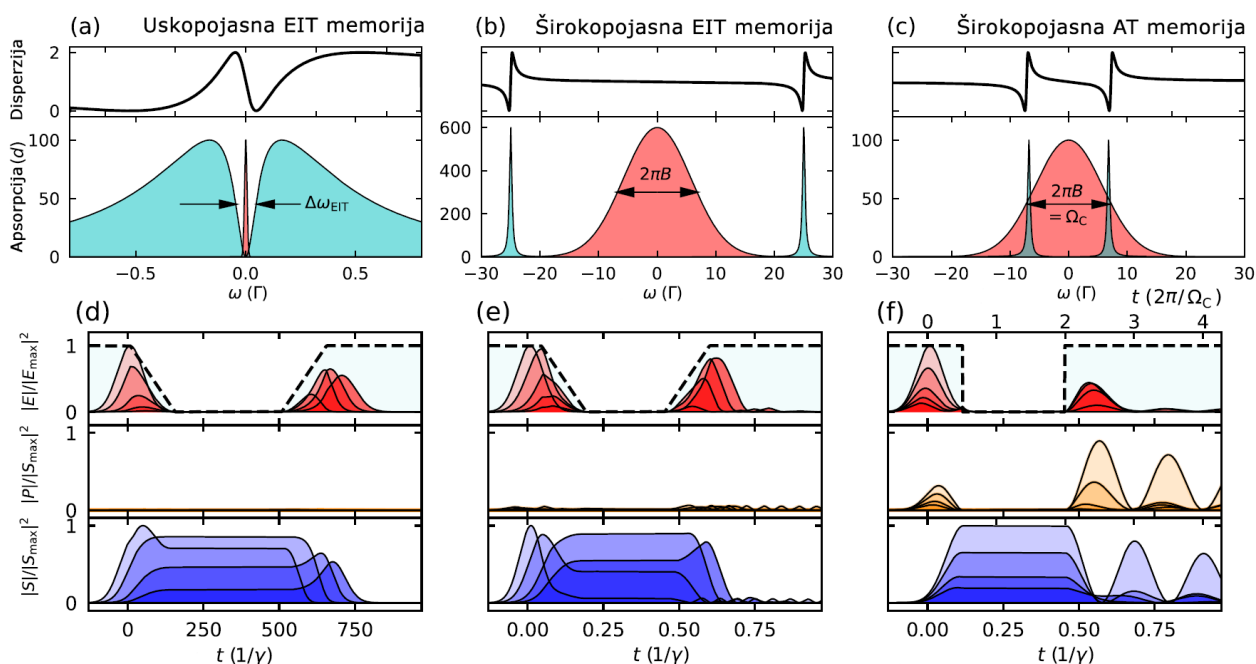 (a) Uskopojasna EIT memorija
(b) Širokopojasna EIT memorija
(c) Širokopojasna AT memorija
Disperzija
2
0
Apsorpcija (d)
100
50
0
Δω_EIT
−0.5 0.0 0.5
ω (Γ)
600
400
200
0
2πB
−30 −20 −10 0 10 20 30
ω (Γ)
100
50
0
2πB
= Ω_C
−30 −20 −10 0 10 20 30
ω (Γ)
t (2π/Ω_C)
0 1 2 3 4
(d)
(e)
(f)
|E|/|E_max|²
1
0
|P|/|S_max|²
1
0
|S|/|S_max|²
1
0
0 250 500 750
t (1/γ)
0.00 0.25 0.50 0.75
t (1/γ)
0.00 0.25 0.50 0.75
t (1/γ)